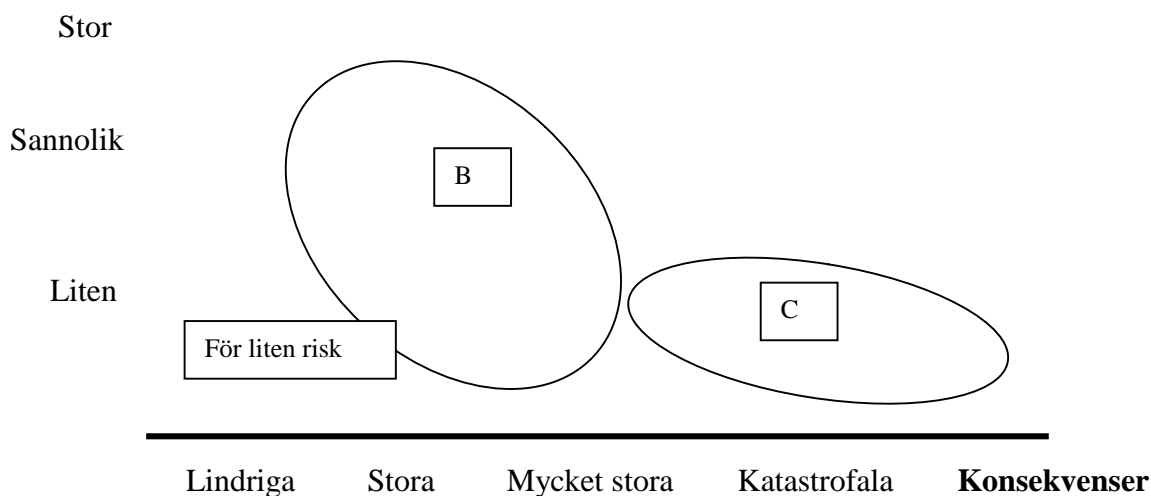 Stor
Sannolik
B
Liten
C
För liten risk
Lindriga Stora Mycket stora Katastrofala Konsekvenser